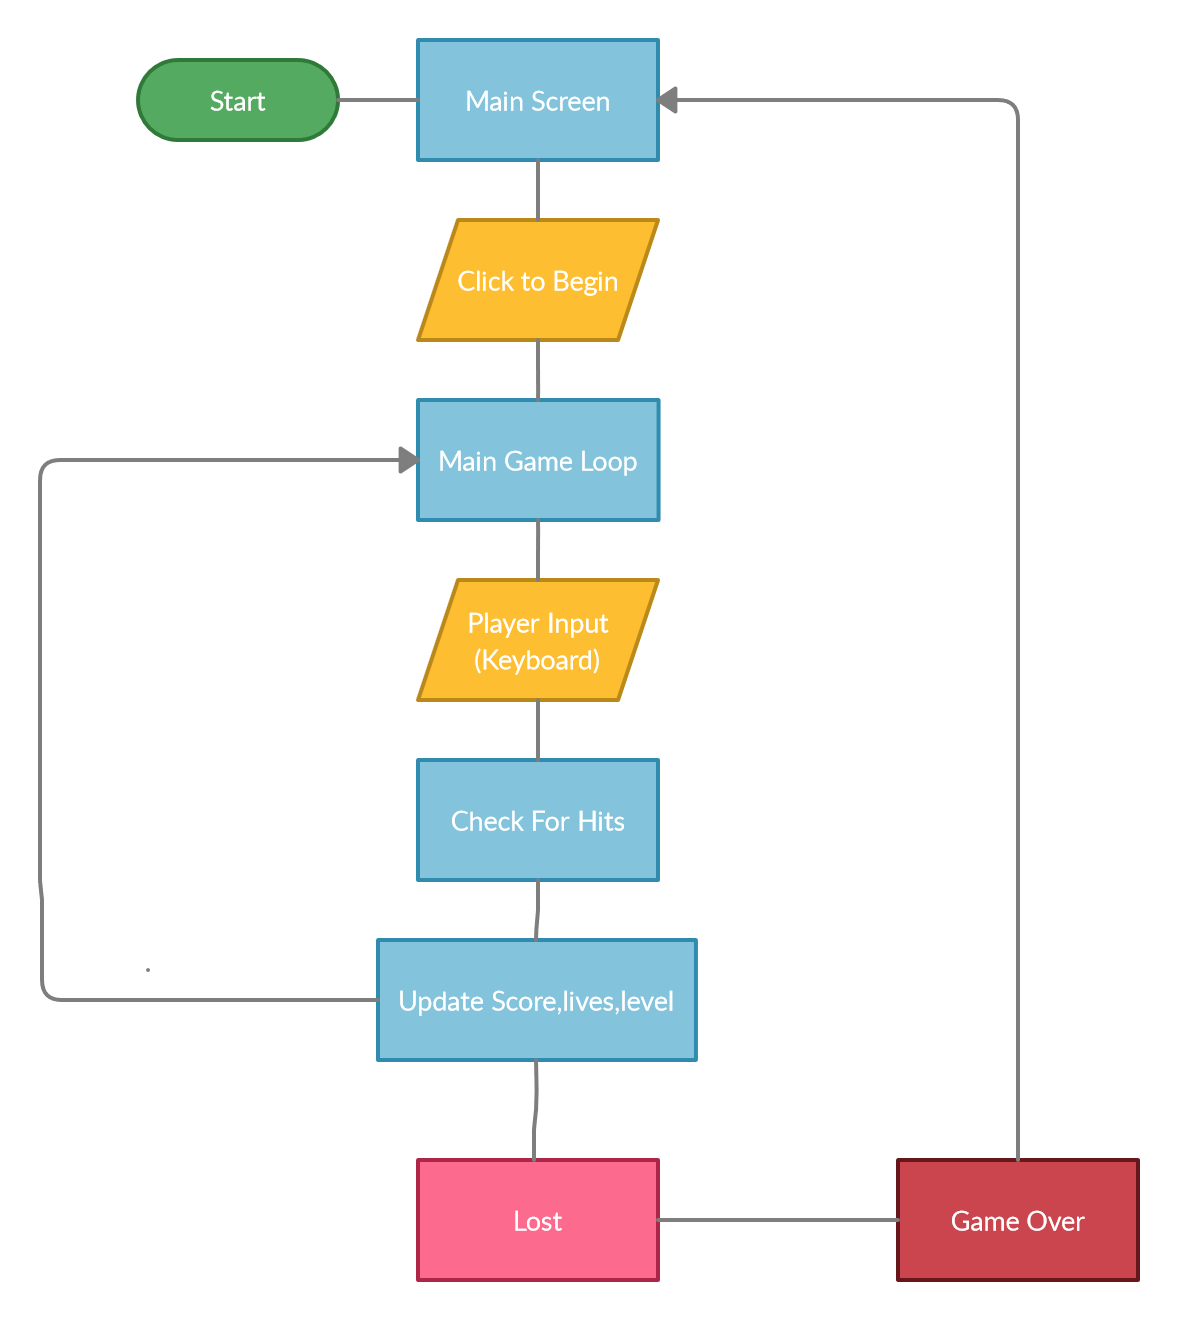 Start
Main Screen
Click to Begin
Main Game Loop
Player Input
(Keyboard)
Check For Hits
Update Score,lives,level
Lost
Game Over